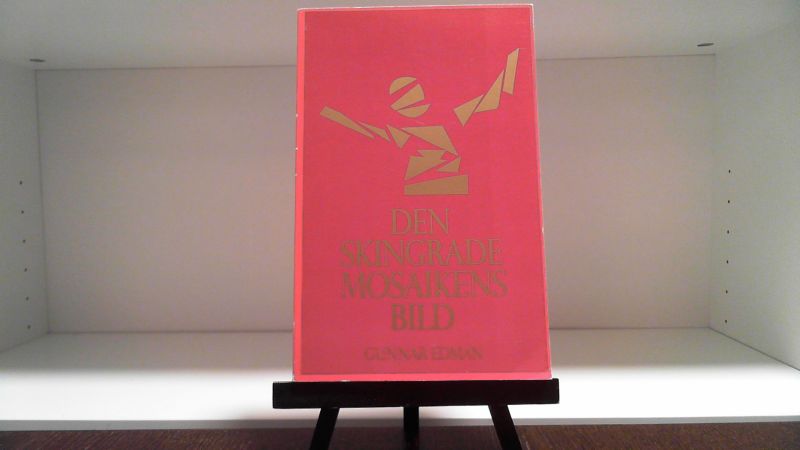 DEN
SKINGRADE
MOSAIKENS
BILD
GUNNAR EDMAN